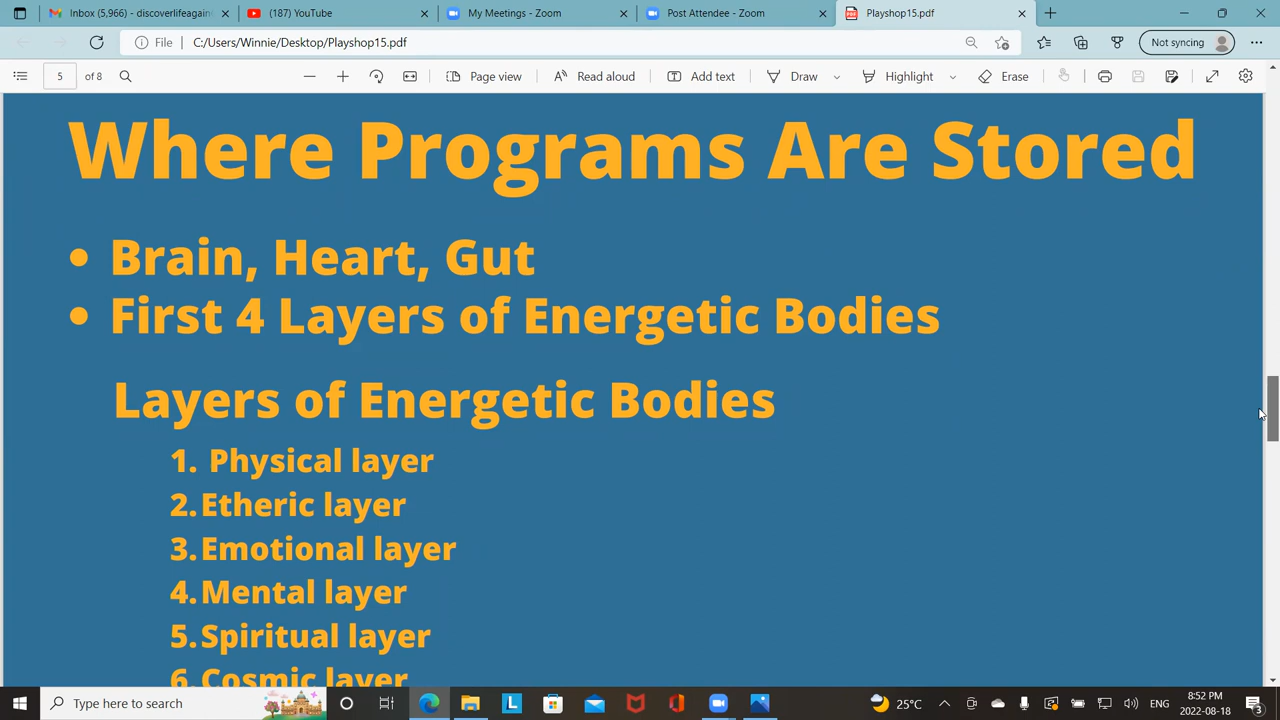 Inbox (5,966) - discoverlifeagain
(187) YouTube
My Meetings - Zoom
Post Attendee - Zoom
Playshop15.pdf
File
C:/Users/Winnie/Desktop/Playshop15.pdf
Not syncing
5 of 8
Page view
Read aloud
Add text
Draw
Highlight
Erase
Where Programs Are Stored
• Brain, Heart, Gut
• First 4 Layers of Energetic Bodies
Layers of Energetic Bodies
1. Physical layer
2. Etheric layer
3. Emotional layer
4. Mental layer
5. Spiritual layer
6. Cosmic layer
Type here to search
25°C
ENG
8:52 PM
2022-08-18
3